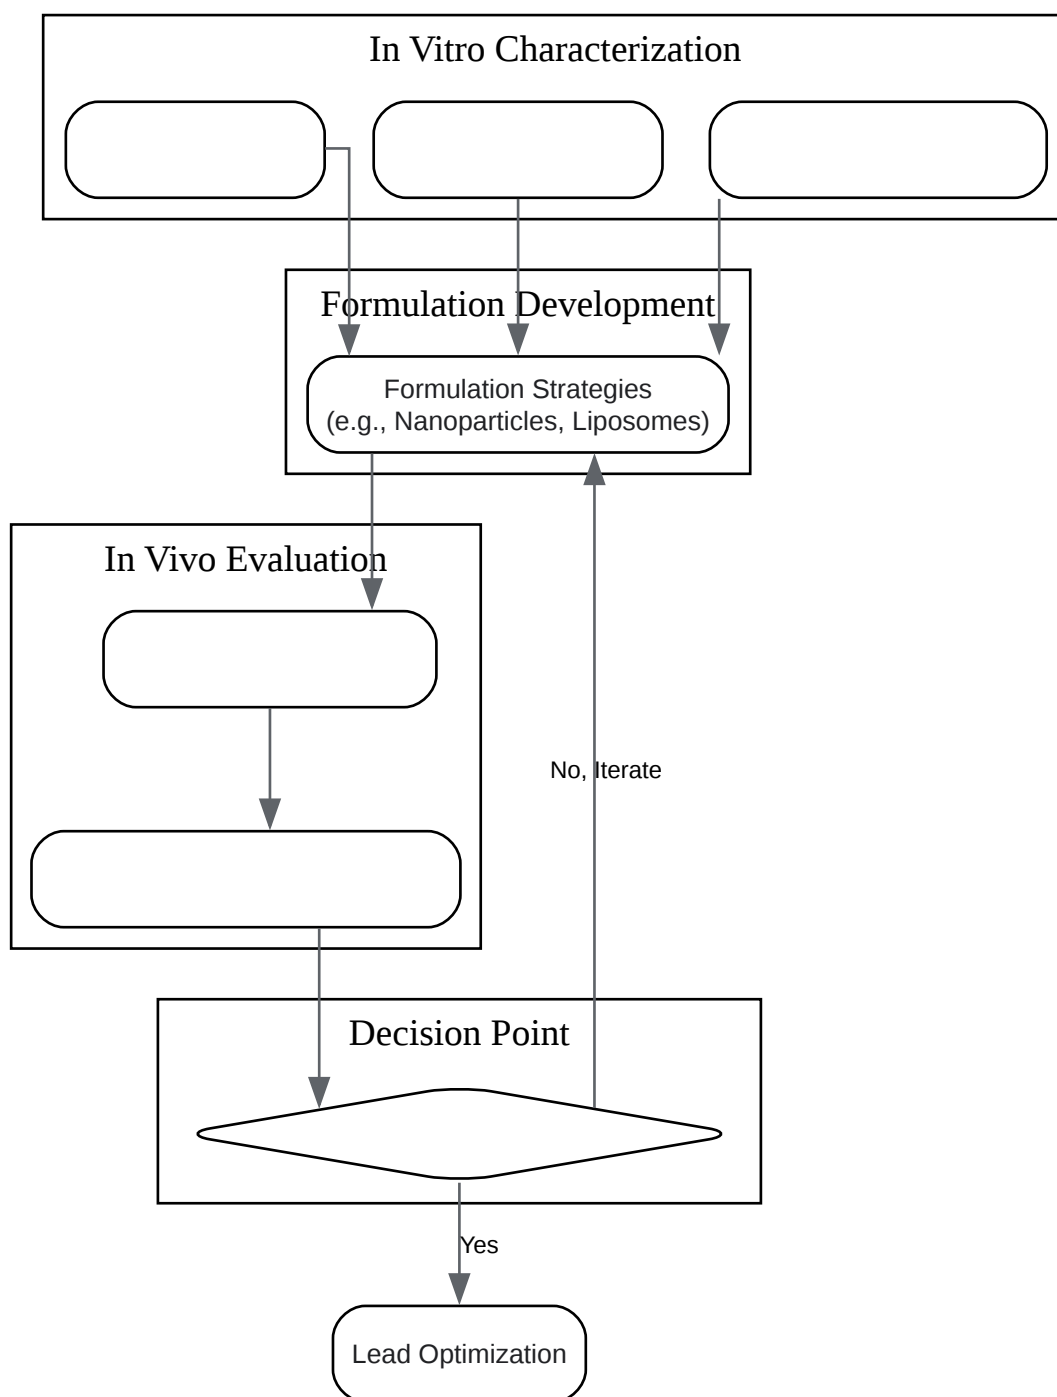 In Vitro Characterization
Formulation Development
Formulation Strategies
(e.g., Nanoparticles, Liposomes)
In Vivo Evaluation
No, Iterate
Decision Point
Yes
Lead Optimization